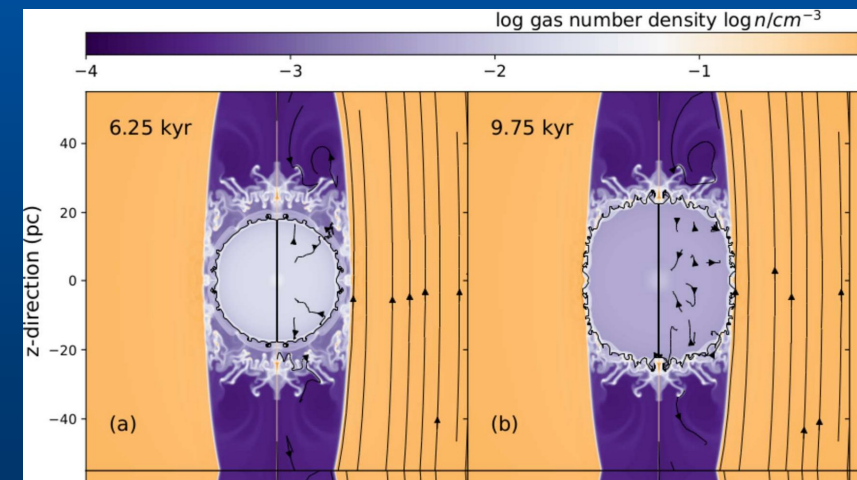 log gas number density log n/cm⁻³
−4 −3 −2 −1
z-direction (pc)
40
20
0
−20
−40
6.25 kyr
(a)
9.75 kyr
(b)